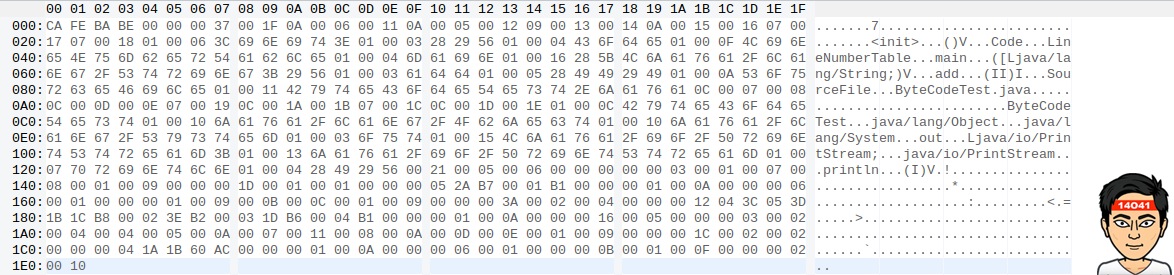 00 01 02 03 04 05 06 07 08 09 0A 0B 0C 0D 0E 0F 10 11 12 13 14 15 16 17 18 19 1A 1B 1C 1D 1E 1F
000: CA FE BA BE 00 00 00 37 00 1F 0A 00 06 00 11 0A 00 05 00 12 09 00 13 00 14 0A 00 15 00 16 07 00 .......7........................
020: 17 07 00 18 01 00 06 3C 69 6E 69 74 3E 01 00 03 28 29 56 01 00 04 43 6F 64 65 01 00 0F 4C 69 6E .......<init>...()V...Code...Lin
040: 65 4E 75 6D 62 65 72 54 61 62 6C 65 01 00 04 6D 61 69 6E 01 00 16 28 5B 4C 6A 61 76 61 2F 6C 61 eNumberTable...main...([Ljava/la
060: 6E 67 2F 53 74 72 69 6E 67 3B 29 56 01 00 03 61 64 64 01 00 05 28 49 49 29 49 01 00 0A 53 6F 75 ng/String;)V...add...(II)I...Sou
080: 72 63 65 46 69 6C 65 01 00 11 42 79 74 65 43 6F 64 65 54 65 73 74 2E 6A 61 76 61 0C 00 07 00 08 rceFile...ByteCodeTest.java.....
0A0: 0C 00 0D 00 0E 07 00 19 0C 00 1A 00 1B 07 00 1C 0C 00 1D 00 1E 01 00 0C 42 79 74 65 43 6F 64 65 ........................ByteCode
0C0: 54 65 73 74 01 00 10 6A 61 76 61 2F 6C 61 6E 67 2F 4F 62 6A 65 63 74 01 00 10 6A 61 76 61 2F 6C Test...java/lang/Object...java/l
0E0: 61 6E 67 2F 53 79 73 74 65 6D 01 00 03 6F 75 74 01 00 15 4C 6A 61 76 61 2F 69 6F 2F 50 72 69 6E ang/System...out...Ljava/io/Prin
100: 74 53 74 72 65 61 6D 3B 01 00 13 6A 61 76 61 2F 69 6F 2F 50 72 69 6E 74 53 74 72 65 61 6D 01 00 tStream;...java/io/PrintStream..
120: 07 70 72 69 6E 74 6C 6E 01 00 04 28 49 29 56 00 21 00 05 00 06 00 00 00 00 00 03 00 01 00 07 00 .println...(I)V.!...............
140: 08 00 01 00 09 00 00 00 1D 00 01 00 01 00 00 00 05 2A B7 00 01 B1 00 00 00 01 00 0A 00 00 00 06 .................*..............
160: 00 01 00 00 00 01 00 09 00 0B 00 0C 00 01 00 09 00 00 00 3A 00 02 00 04 00 00 00 12 04 3C 05 3D ...................:.........<.=
180: 1B 1C B8 00 02 3E B2 00 03 1D B6 00 04 B1 00 00 00 01 00 0A 00 00 00 16 00 05 00 00 00 03 00 02 .....>..........................
1A0: 00 04 00 04 00 05 00 0A 00 07 00 11 00 08 00 0A 00 0D 00 0E 00 01 00 09 00 00 00 1C 00 02 00 02 ................................
1C0: 00 00 00 04 1A 1B 60 AC 00 00 00 01 00 0A 00 00 00 06 00 01 00 00 00 0B 00 01 00 0F 00 00 00 02 ......`.........................
1E0: 00 10 ..
14041